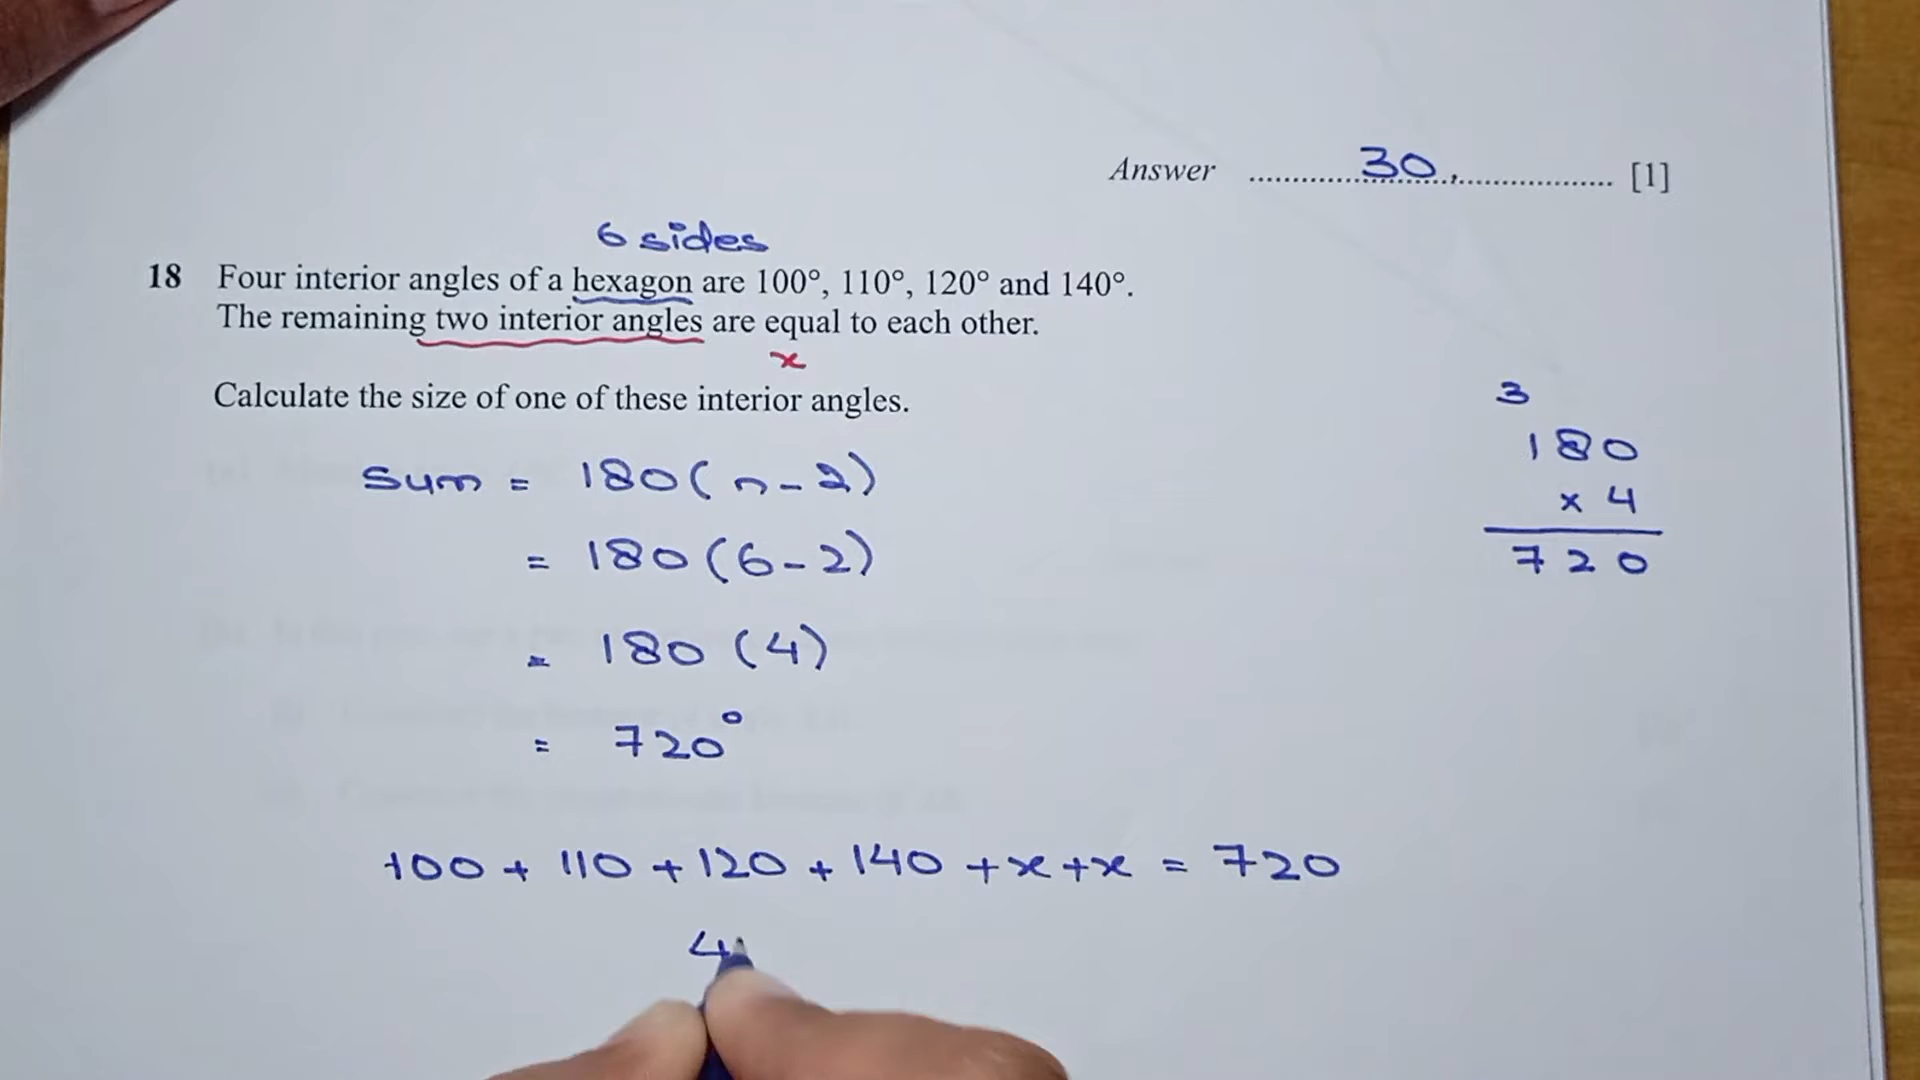 Answer ............30............ [1]
6 sides
18 Four interior angles of a hexagon are 100°, 110°, 120° and 140°.
The remaining two interior angles are equal to each other.
x
Calculate the size of one of these interior angles.
Sum = 180(n-2)
= 180(6-2)
= 180(4)
= 720°
100 + 110 + 120 + 140 + x + x = 720
4
3
180
x 4
720